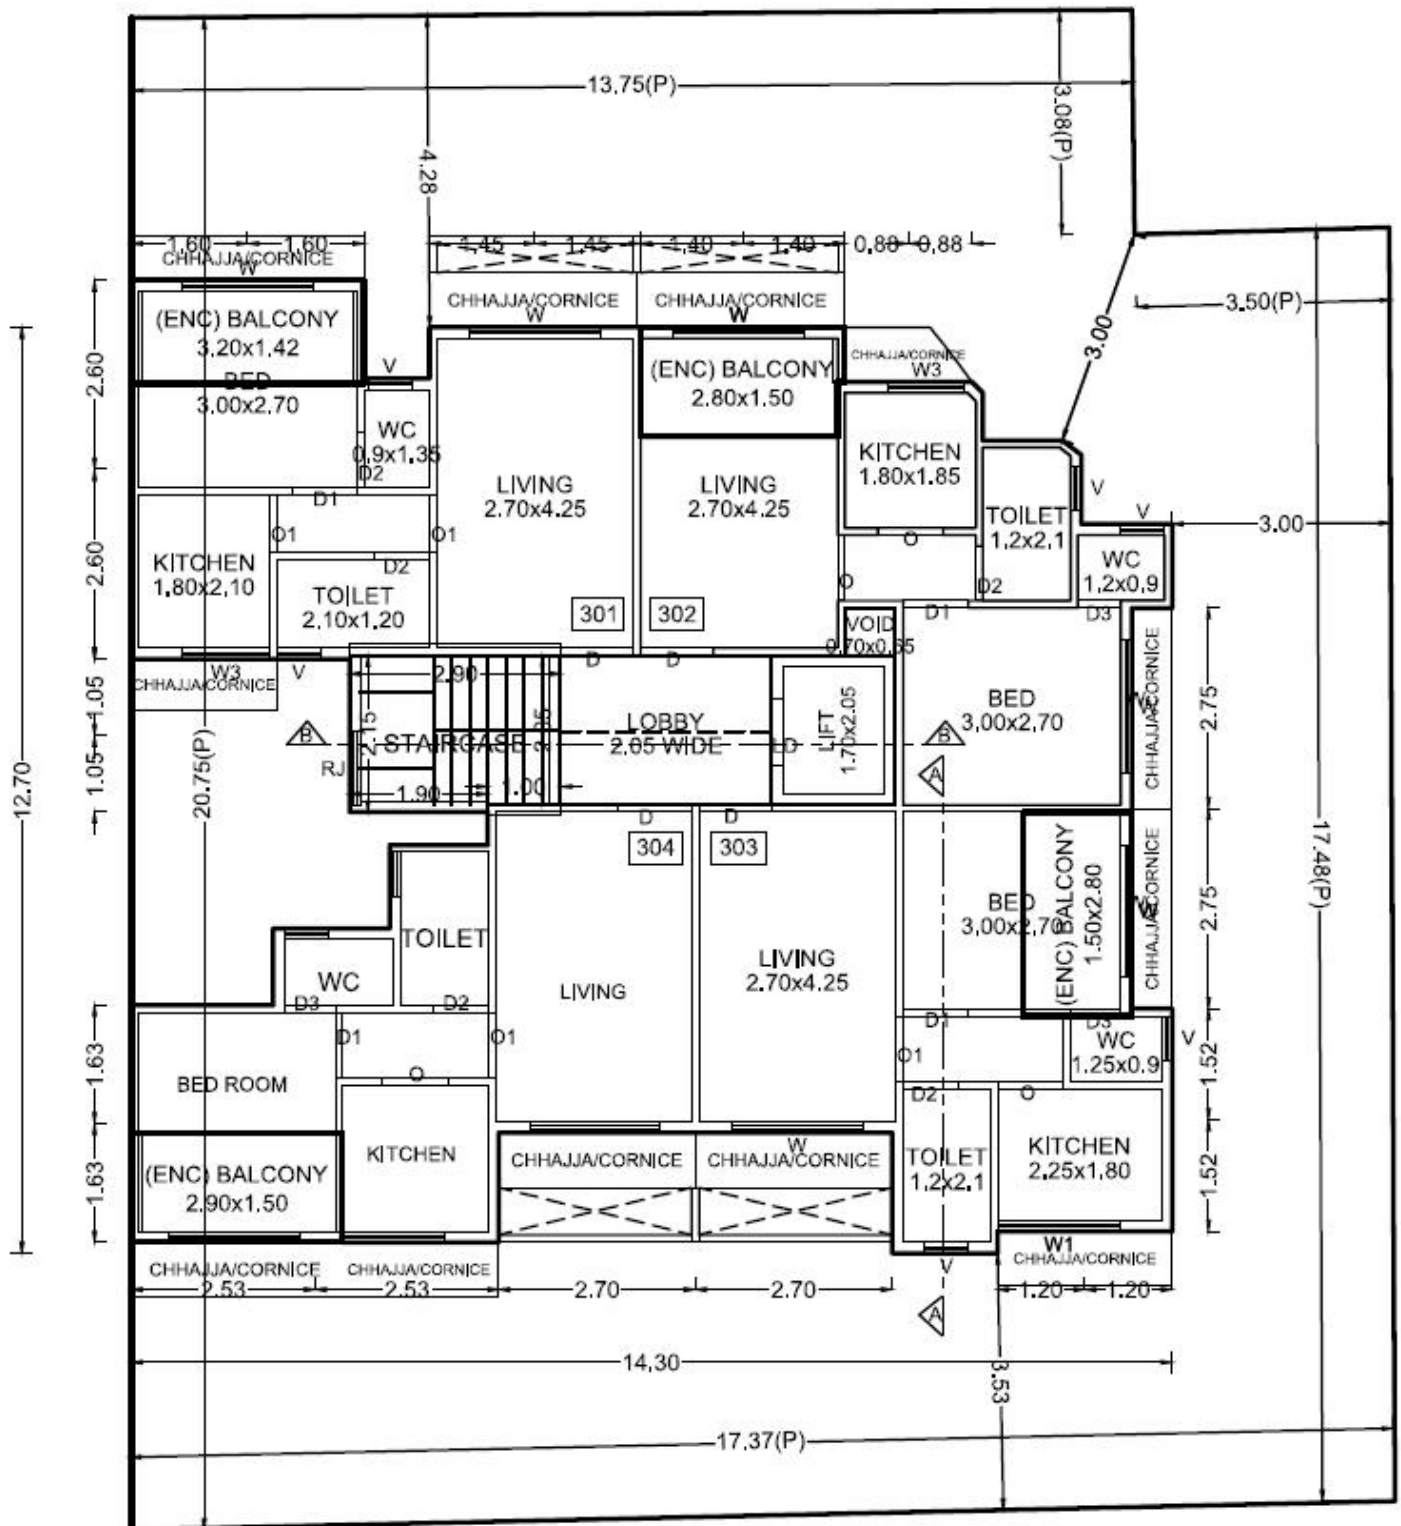 13.75(P)
3.08(P)
4.28
1.60
1.60
CHHAJJA/CORNICE
W
1.45
1.45
1.40
1.40
0.88
0.88
CHHAJJA/CORNICE
W
CHHAJJA/CORNICE
W
3.50(P)
3.00
(ENC) BALCONY
3.20x1.42
BED
3.00x2.70
V
WC
0.9x1.35
D2
D1
2.60
(ENC) BALCONY
2.80x1.50
CHHAJJA/CORNICE
W3
KITCHEN
1.80x1.85
LIVING
2.70x4.25
LIVING
2.70x4.25
TOILET
1.2x2.1
V
V
3.00
O1
O1
O
KITCHEN
1.80x2.10
D2
TOILET
2.10x1.20
2.60
301
302
O
D2
WC
1.2x0.9
D1
D3
VOID
0.70x0.65
W3
V
CHHAJJA/CORNICE
2.90
D
D
BED
3.00x2.70
W
CHHAJJA/CORNICE
2.75
1.05
1.05
12.70
20.75(P)
B
RJ
2.15
STAIRCASE
1.90
1.00
LOBBY
2.05 WIDE
LD
LIFT
1.70x2.05
B
A
17.48(P)
D
304
D
303
BED
3.00x2.70
(ENC) BALCONY
1.50x2.80
W
CHHAJJA/CORNICE
2.75
TOILET
WC
D3
D2
LIVING
LIVING
2.70x4.25
D1
O1
O
BED ROOM
1.63
1.63
D1
D3
WC
1.25x0.9
V
O1
D2
O
1.52
1.52
KITCHEN
(ENC) BALCONY
2.90x1.50
CHHAJJA/CORNICE
W
CHHAJJA/CORNICE
TOILET
1.2x2.1
KITCHEN
2.25x1.80
W1
CHHAJJA/CORNICE
V
CHHAJJA/CORNICE
CHHAJJA/CORNICE
2.53
2.53
2.70
2.70
1.20
1.20
A
14.30
3.53
17.37(P)